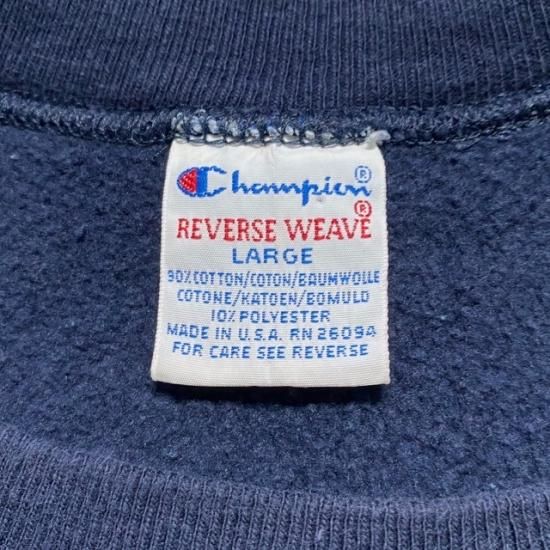 Champion®
REVERSE WEAVE®
LARGE
90% COTTON/COTON/BAUMWOLLE
COTONE/KATOEN/BOMULD
10% POLYESTER
MADE IN U.S.A. RN 26094
FOR CARE SEE REVERSE